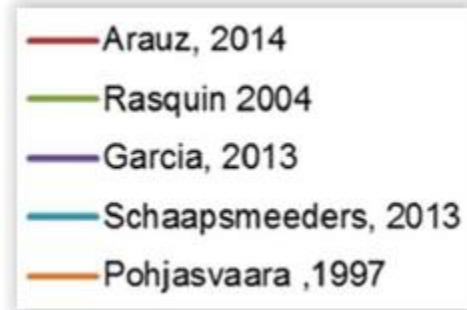 Arauz, 2014
Rasquin 2004
Garcia, 2013
Schaapsmeeders, 2013
Pohjasvaara ,1997